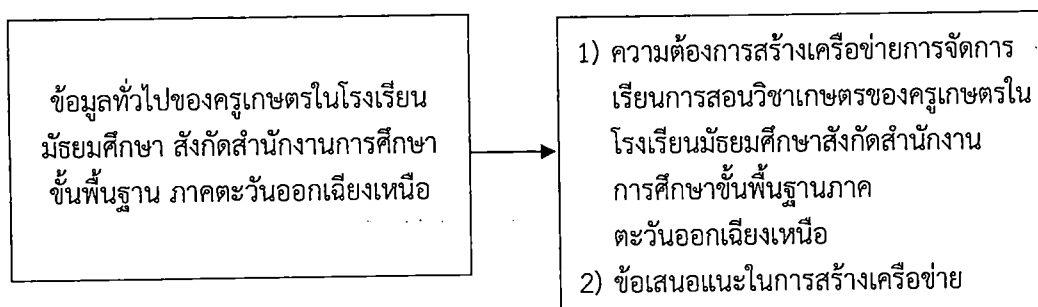 ข้อมูลทั่วไปของครูเกษตรในโรงเรียน
มัธยมศึกษา สังกัดสำนักงานการศึกษา
ขั้นพื้นฐาน ภาคตะวันออกเฉียงเหนือ
1) ความต้องการสร้างเครือข่ายการจัดการ
เรียนการสอนวิชาเกษตรของครูเกษตรใน
โรงเรียนมัธยมศึกษาสังกัดสำนักงาน
การศึกษาขั้นพื้นฐานภาค
ตะวันออกเฉียงเหนือ
2) ข้อเสนอแนะในการสร้างเครือข่าย